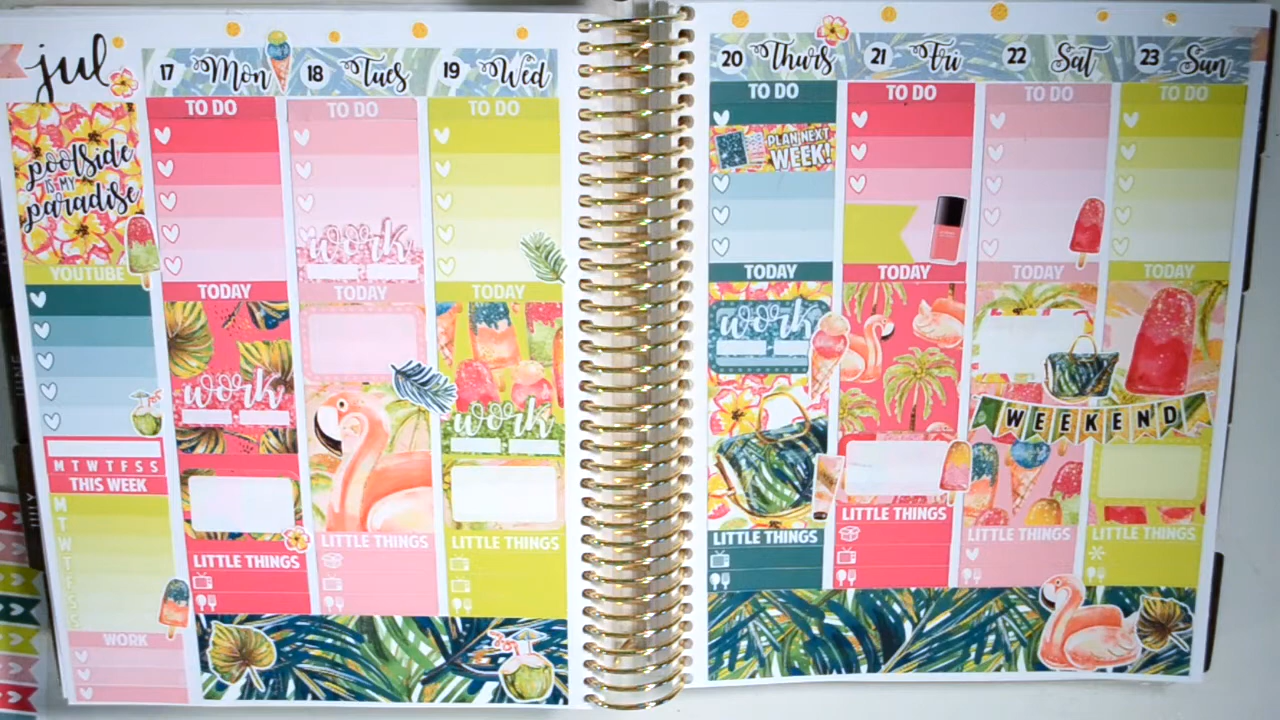 jul
17 Mon
18 Tues
19 Wed
20 Thurs
21 Fri
22 Sat
23 Sun
poolside
IS MY
paradise
YOUTUBE
M T W T F S S
THIS WEEK
M
T
W
T
F
S
S
WORK
TO DO
TODAY
work
LITTLE THINGS
TO DO
work
TODAY
LITTLE THINGS
TO DO
TODAY
work
LITTLE THINGS
TO DO
PLAN NEXT
WEEK!
TODAY
work
LITTLE THINGS
TO DO
TODAY
LITTLE THINGS
TO DO
TODAY
WEEKEND
LITTLE THINGS
TO DO
TODAY
LITTLE THINGS
JUNE
JULY